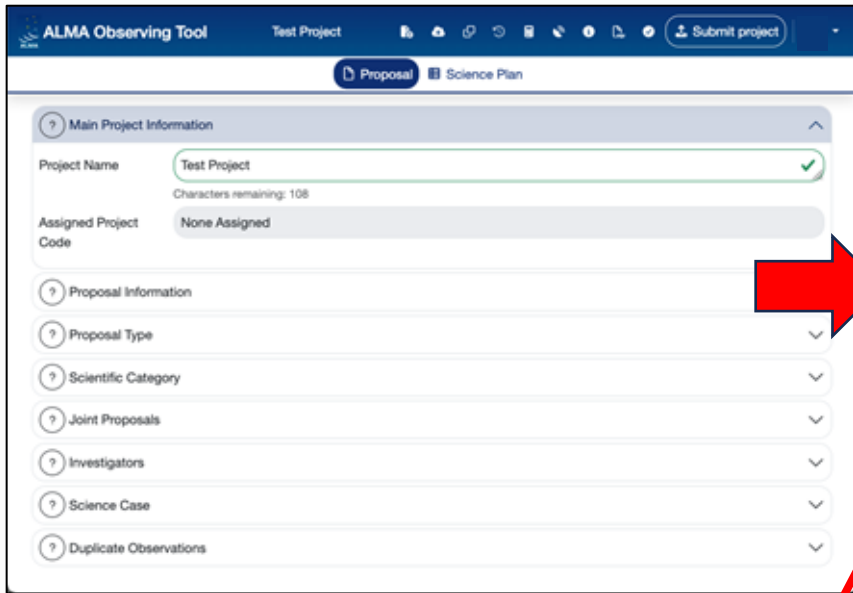 ALMA Observing Tool Test Project Submit project
ALMA
Proposal Science Plan
? Main Project Information
Project Name Test Project
Characters remaining: 108
Assigned Project Code None Assigned
? Proposal Information
? Proposal Type
? Scientific Category
? Joint Proposals
? Investigators
? Science Case
? Duplicate Observations